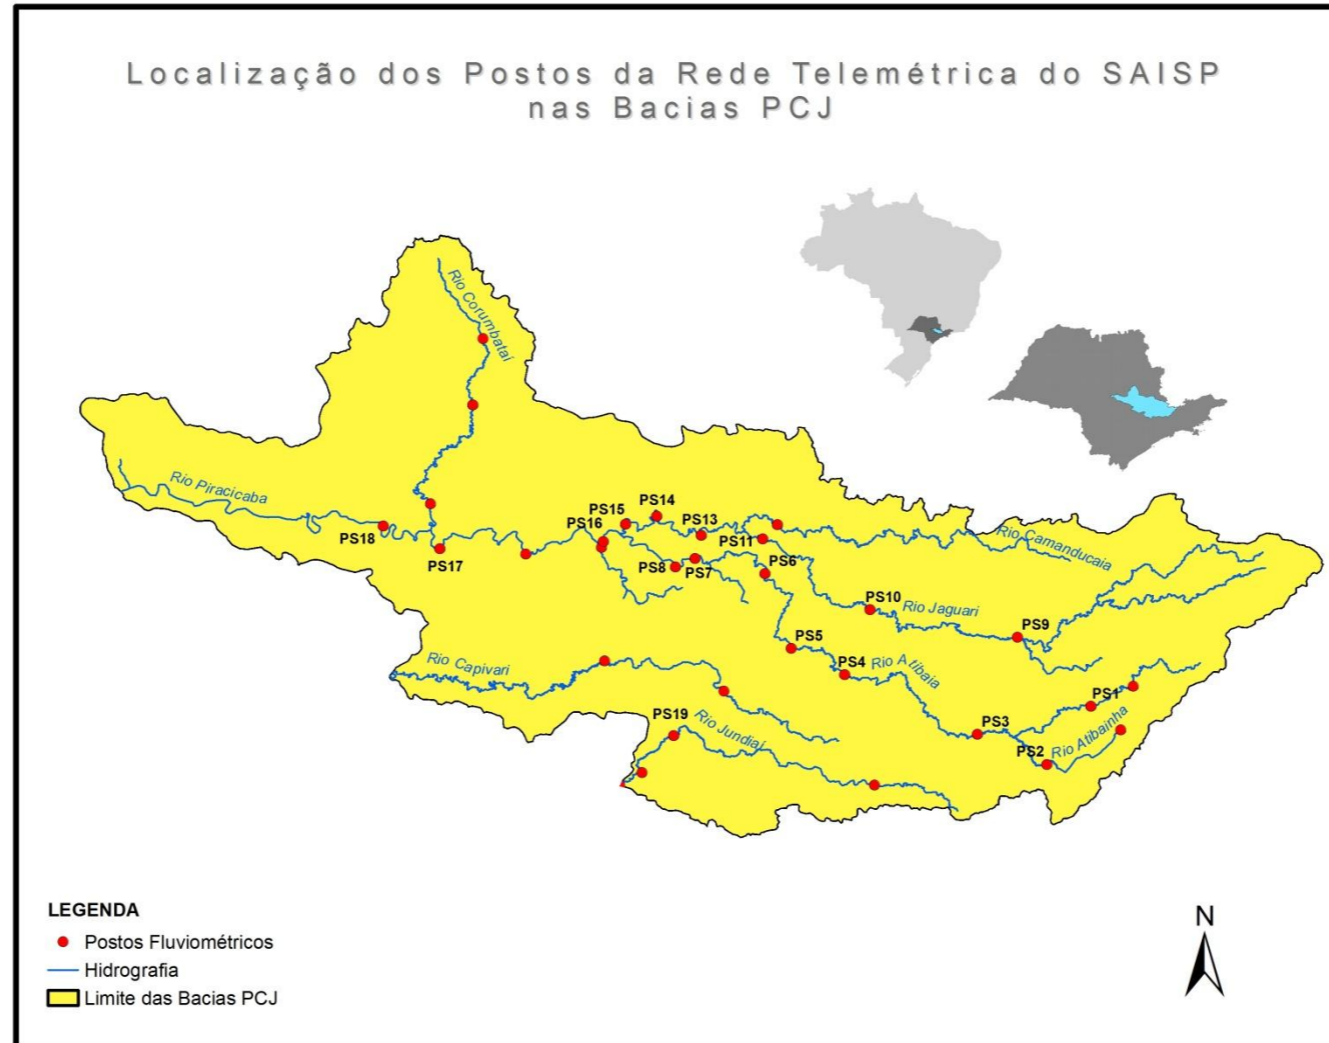 Localização dos Postos da Rede Telemétrica do SAISP
nas Bacias PCJ
Rio Corumbataí
Rio Piracicaba
PS18
PS17
PS16
PS15
PS14
PS13
PS11
PS8
PS7
PS6
Rio Camanducaia
PS10
Rio Jaguari
PS9
PS5
PS4
Rio Atibaia
Rio Capivari
PS19
Rio Jundiaí
PS3
PS1
PS2
Rio Atibainha
LEGENDA
Postos Fluviométricos
Hidrografia
Limite das Bacias PCJ
N